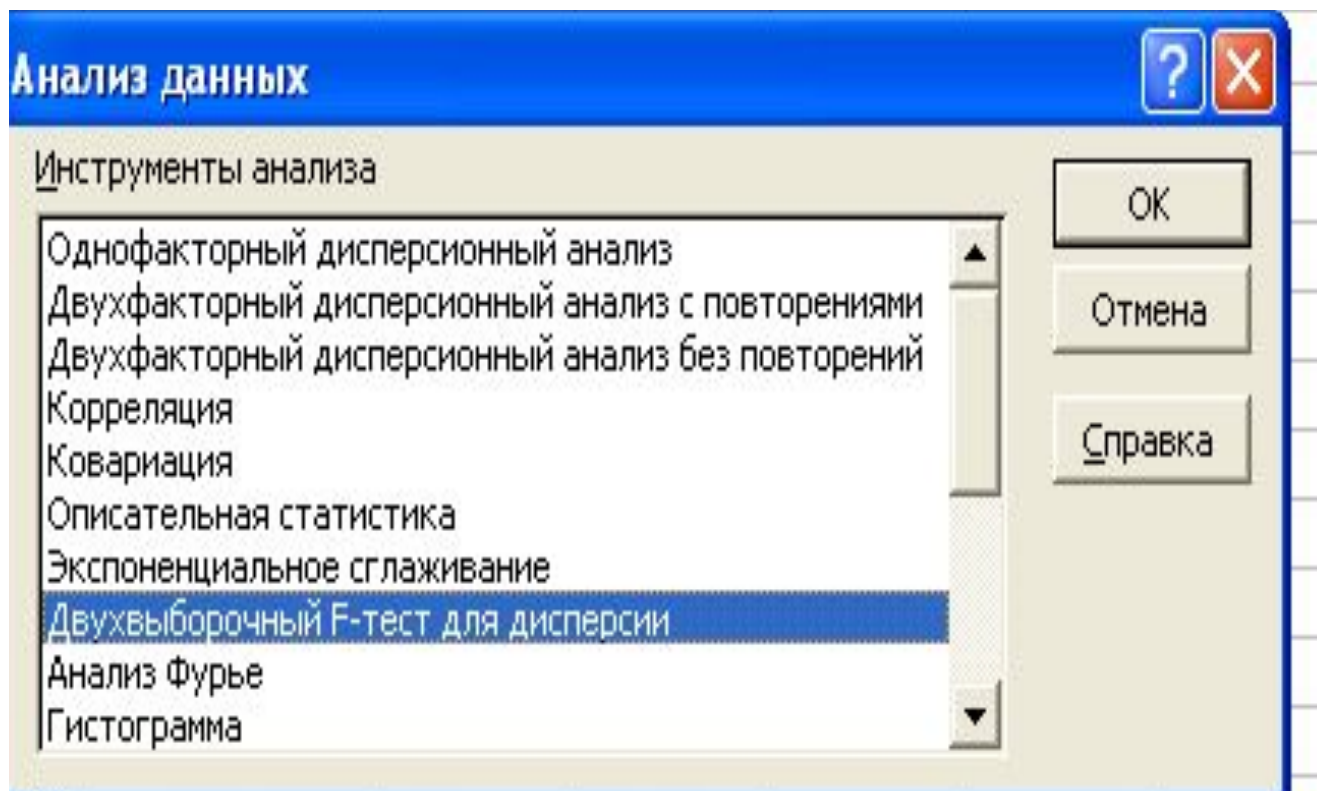 Анализ данных
Инструменты анализа
Однофакторный дисперсионный анализ
Двухфакторный дисперсионный анализ с повторениями
Двухфакторный дисперсионный анализ без повторений
Корреляция
Ковариация
Описательная статистика
Экспоненциальное сглаживание
Двухвыборочный F-тест для дисперсии
Анализ Фурье
Гистограмма
OK
Отмена
Справка